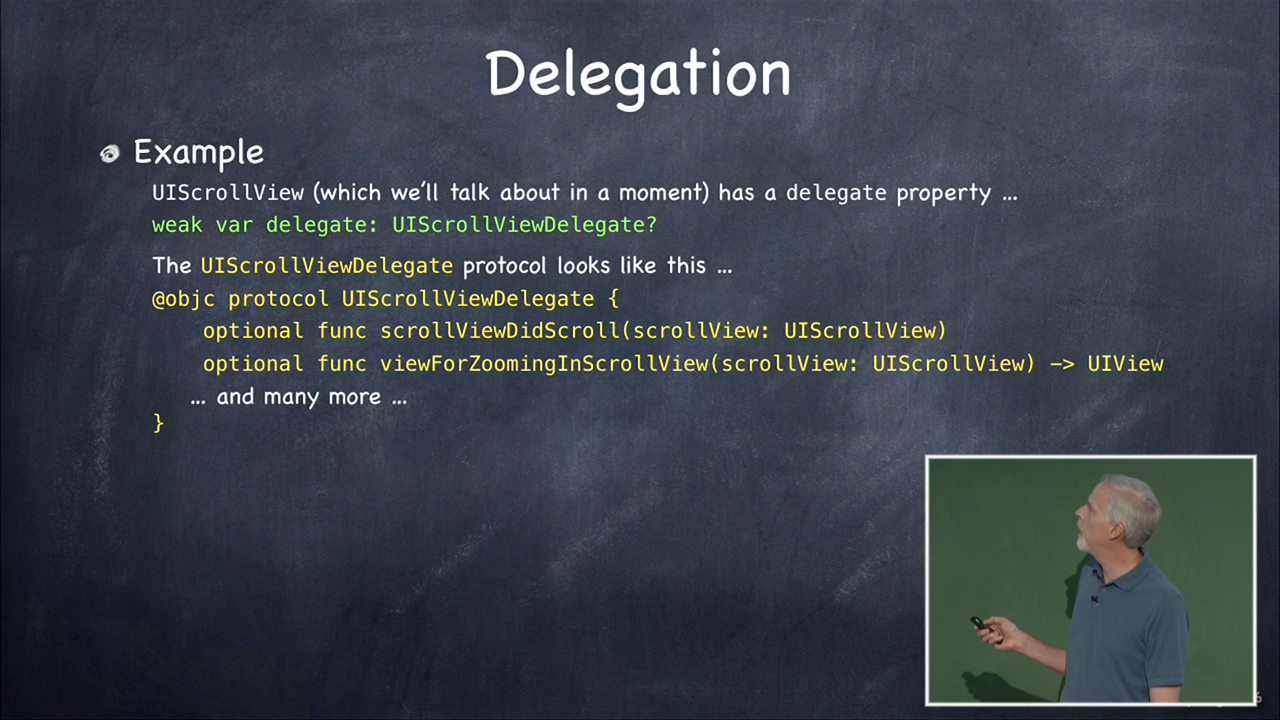 Delegation
Example
UIScrollView (which we'll talk about in a moment) has a delegate property ...
weak var delegate: UIScrollViewDelegate?
The UIScrollViewDelegate protocol looks like this ...
@objc protocol UIScrollViewDelegate {
optional func scrollViewDidScroll(scrollView: UIScrollView)
optional func viewForZoomingInScrollView(scrollView: UIScrollView) -> UIView
... and many more ...
}